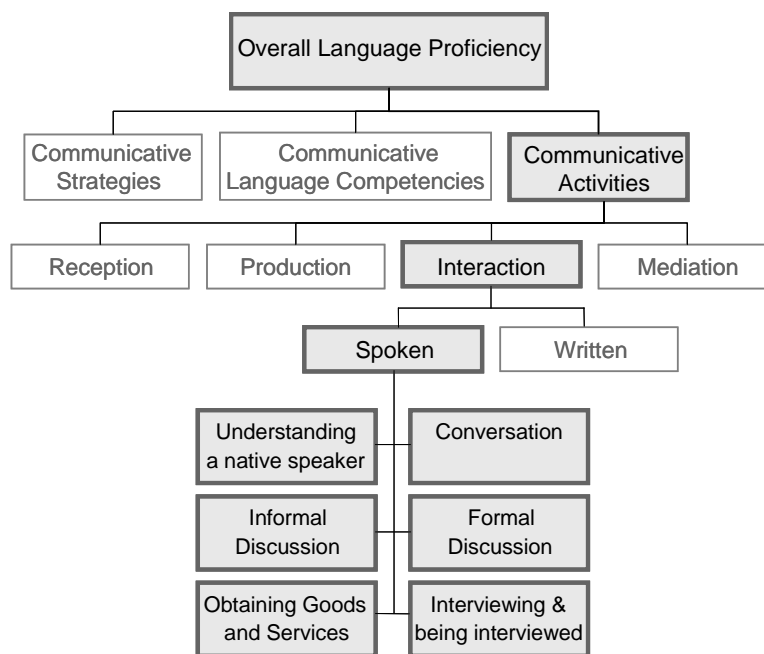 Overall Language Proficiency
Communicative
Strategies
Communicative
Language Competencies
Communicative
Activities
Reception
Production
Interaction
Mediation
Spoken
Written
Understanding
a native speaker
Conversation
Informal
Discussion
Formal
Discussion
Obtaining Goods
and Services
Interviewing &
being interviewed